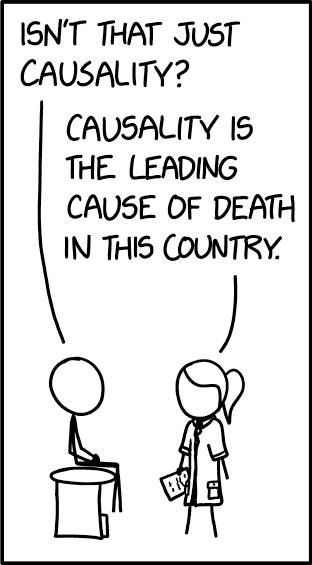 ISN'T THAT JUST
CAUSALITY?
CAUSALITY IS
THE LEADING
CAUSE OF DEATH
IN THIS COUNTRY.